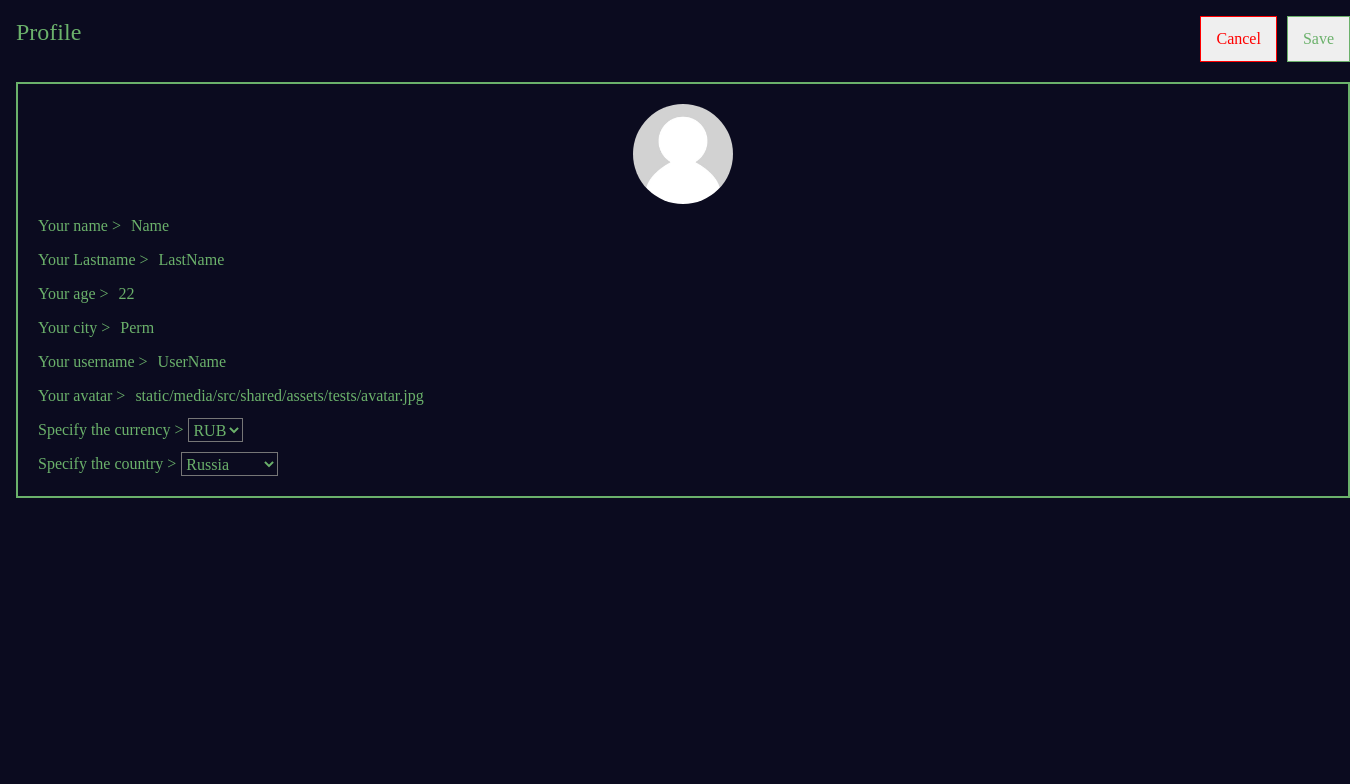 Profile
Cancel
Save
Your name > Name
Your Lastname > LastName
Your age > 22
Your city > Perm
Your username > UserName
Your avatar > static/media/src/shared/assets/tests/avatar.jpg
Specify the currency > RUB
Specify the country > Russia